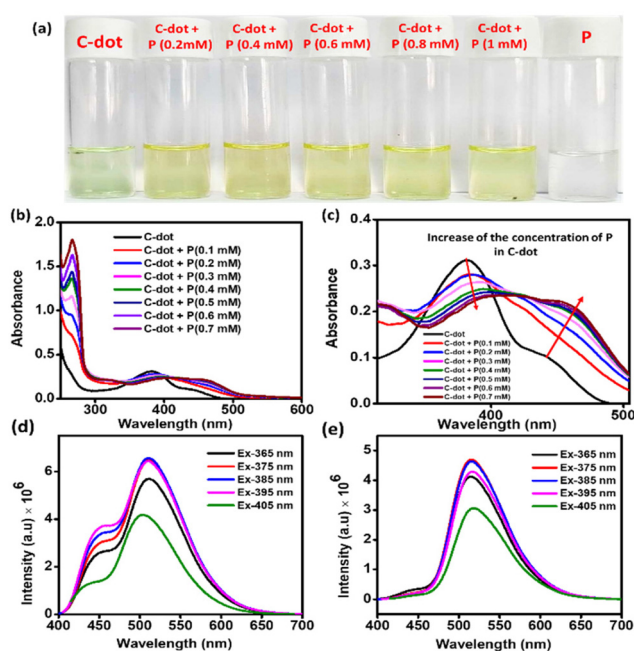 (a)
C-dot
C-dot +
P (0.2mM)
C-dot +
P (0.4 mM)
C-dot +
P (0.6 mM)
C-dot +
P (0.8 mM)
C-dot +
P (1 mM)
P
(b)
2.0
1.5
1.0
0.5
0.0
Absorbance
C-dot
C-dot + P(0.1 mM)
C-dot + P(0.2 mM)
C-dot + P(0.3 mM)
C-dot + P(0.4 mM)
C-dot + P(0.5 mM)
C-dot + P(0.6 mM)
C-dot + P(0.7 mM)
300 400 500 600
Wavelength (nm)
(c)
0.4
0.3
0.2
0.1
0.0
Absorbance
Increase of the concentration of P
in C-dot
C-dot
C-dot + P(0.1 mM)
C-dot + P(0.2 mM)
C-dot + P(0.3 mM)
C-dot + P(0.4 mM)
C-dot + P(0.5 mM)
C-dot + P(0.6 mM)
C-dot + P(0.7 mM)
400 500
Wavelength (nm)
(d)
6
4
2
0
Intensity (a.u) × 10⁶
Ex-365 nm
Ex-375 nm
Ex-385 nm
Ex-395 nm
Ex-405 nm
400 450 500 550 600 650 700
Wavelength (nm)
(e)
5
4
3
2
1
0
Intensity (a.u) × 10⁶
Ex-365 nm
Ex-375 nm
Ex-385 nm
Ex-395 nm
Ex-405 nm
400 450 500 550 600 650 700
Wavelength (nm)